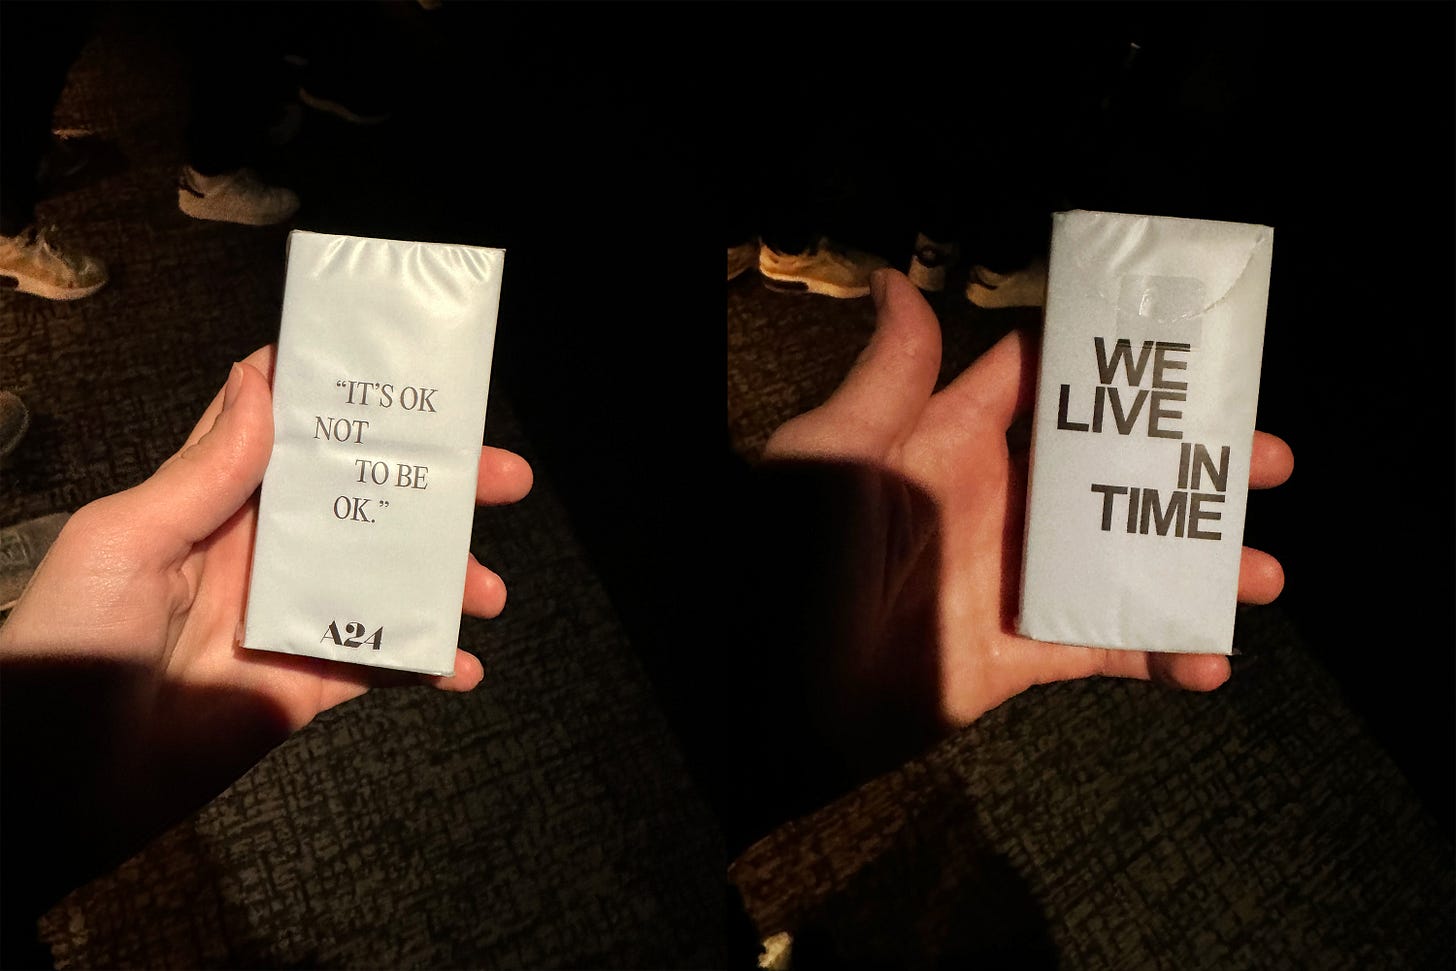 “IT’S OK
NOT
TO BE
OK.”
A24
WE
LIVE
IN
TIME